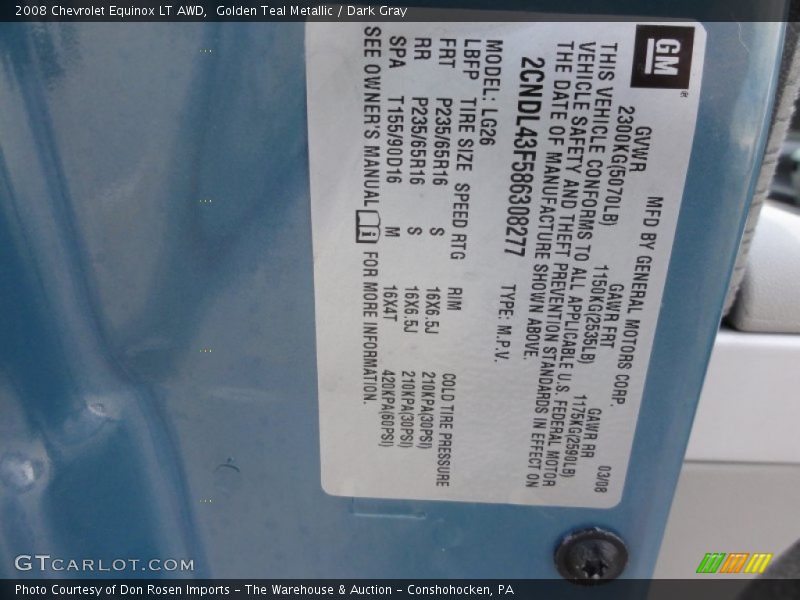 2008 Chevrolet Equinox LT AWD,  Golden Teal Metallic / Dark Gray
GM
®
MFD BY GENERAL MOTORS CORP. 03/08
GVWR GAWR FRT GAWR RR
2300KG(5070LB) 1150KG(2535LB) 1175KG(2590LB)
THIS VEHICLE CONFORMS TO ALL APPLICABLE U.S. FEDERAL MOTOR
VEHICLE SAFETY AND THEFT PREVENTION STANDARDS IN EFFECT ON
THE DATE OF MANUFACTURE SHOWN ABOVE.
2CNDL43F586308277 TYPE: M.P.V.
MODEL: LG26
LBFP TIRE SIZE SPEED RTG RIM COLD TIRE PRESSURE
FRT P235/65R16 S 16X6.5J 210KPA(30PSI)
RR P235/65R16 S 16X6.5J 210KPA(30PSI)
SPA T155/90D16 M 16X4T 420KPA(60PSI)
SEE OWNER'S MANUAL i FOR MORE INFORMATION.
GTCARLOT.COM
Photo Courtesy of Don Rosen Imports – The Warehouse & Auction – Conshohocken, PA